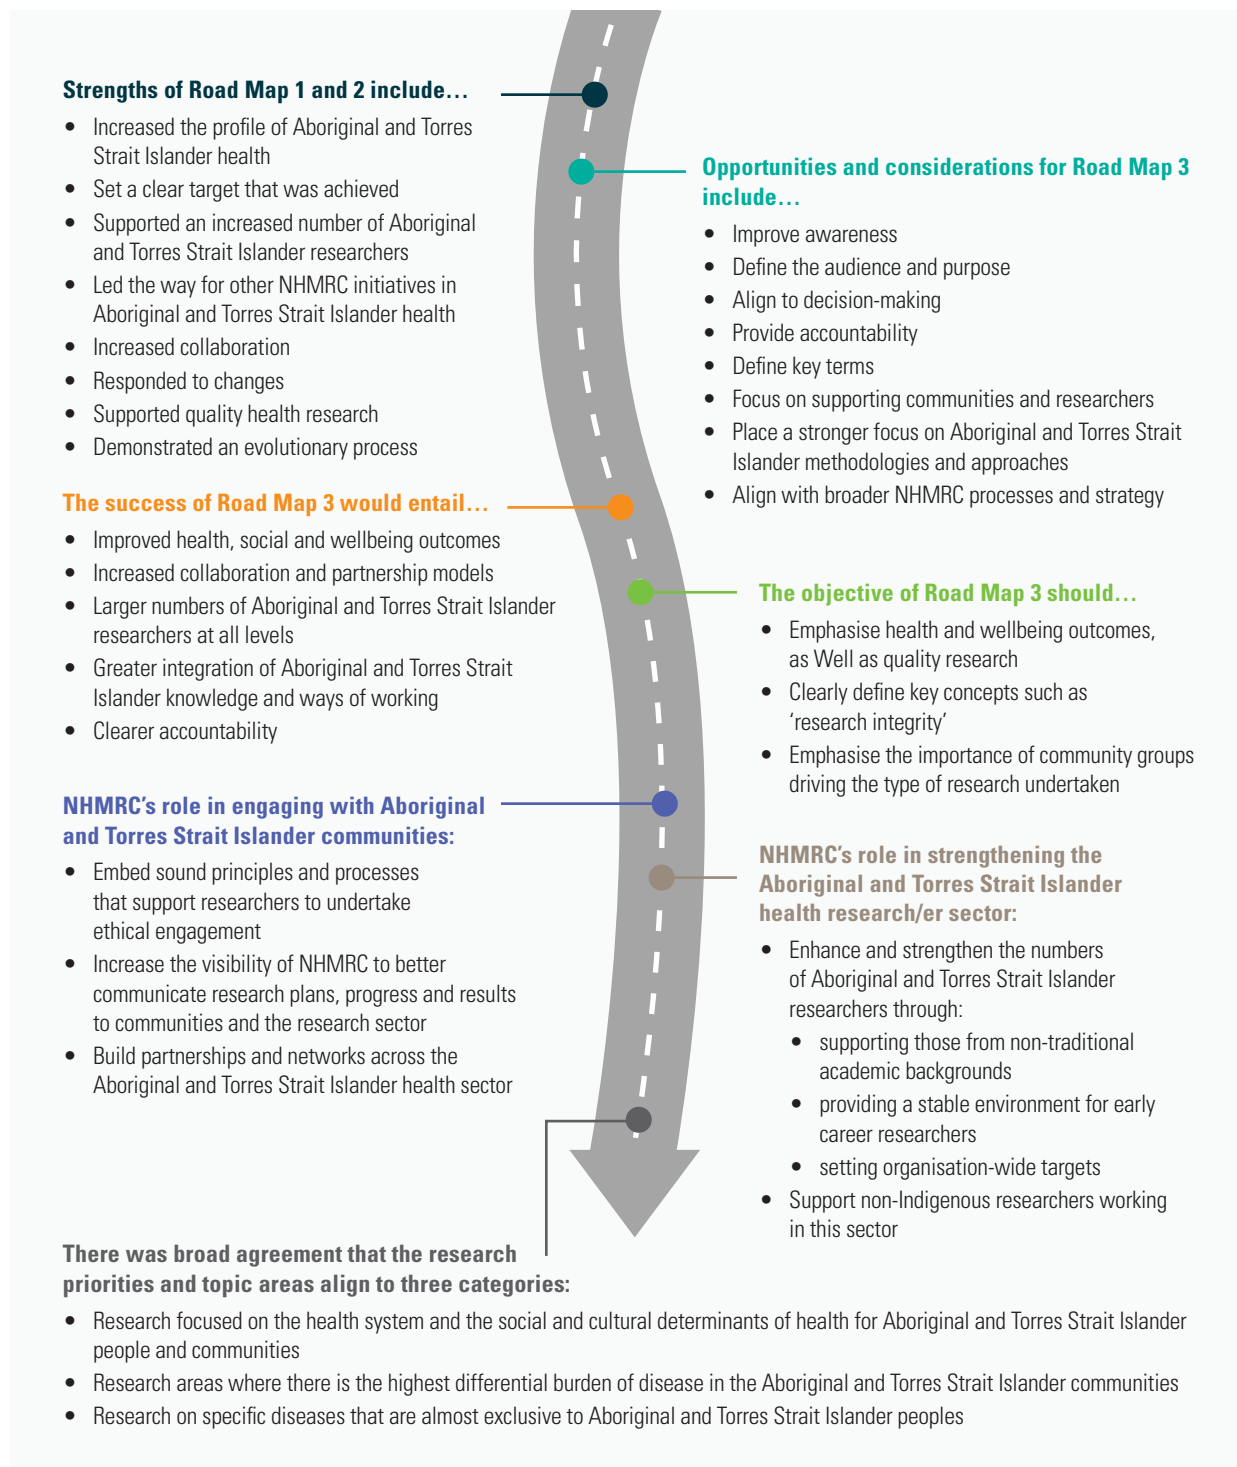 Strengths of Road Map 1 and 2 include…
• Increased the profile of Aboriginal and Torres
Strait Islander health
• Set a clear target that was achieved
• Supported an increased number of Aboriginal
and Torres Strait Islander researchers
• Led the way for other NHMRC initiatives in
Aboriginal and Torres Strait Islander health
• Increased collaboration
• Responded to changes
• Supported quality health research
• Demonstrated an evolutionary process
Opportunities and considerations for Road Map 3
include…
• Improve awareness
• Define the audience and purpose
• Align to decision-making
• Provide accountability
• Define key terms
• Focus on supporting communities and researchers
• Place a stronger focus on Aboriginal and Torres Strait
Islander methodologies and approaches
• Align with broader NHMRC processes and strategy
The success of Road Map 3 would entail…
• Improved health, social and wellbeing outcomes
• Increased collaboration and partnership models
• Larger numbers of Aboriginal and Torres Strait Islander
researchers at all levels
• Greater integration of Aboriginal and Torres Strait
Islander knowledge and ways of working
• Clearer accountability
The objective of Road Map 3 should…
• Emphasise health and wellbeing outcomes,
as Well as quality research
• Clearly define key concepts such as
‘research integrity’
• Emphasise the importance of community groups
driving the type of research undertaken
NHMRC’s role in engaging with Aboriginal
and Torres Strait Islander communities:
• Embed sound principles and processes
that support researchers to undertake
ethical engagement
• Increase the visibility of NHMRC to better
communicate research plans, progress and results
to communities and the research sector
• Build partnerships and networks across the
Aboriginal and Torres Strait Islander health sector
NHMRC’s role in strengthening the
Aboriginal and Torres Strait Islander
health research/er sector:
• Enhance and strengthen the numbers
of Aboriginal and Torres Strait Islander
researchers through:
• supporting those from non-traditional
academic backgrounds
• providing a stable environment for early
career researchers
• setting organisation-wide targets
• Support non-Indigenous researchers working
in this sector
There was broad agreement that the research
priorities and topic areas align to three categories:
• Research focused on the health system and the social and cultural determinants of health for Aboriginal and Torres Strait Islander
people and communities
• Research areas where there is the highest differential burden of disease in the Aboriginal and Torres Strait Islander communities
• Research on specific diseases that are almost exclusive to Aboriginal and Torres Strait Islander peoples